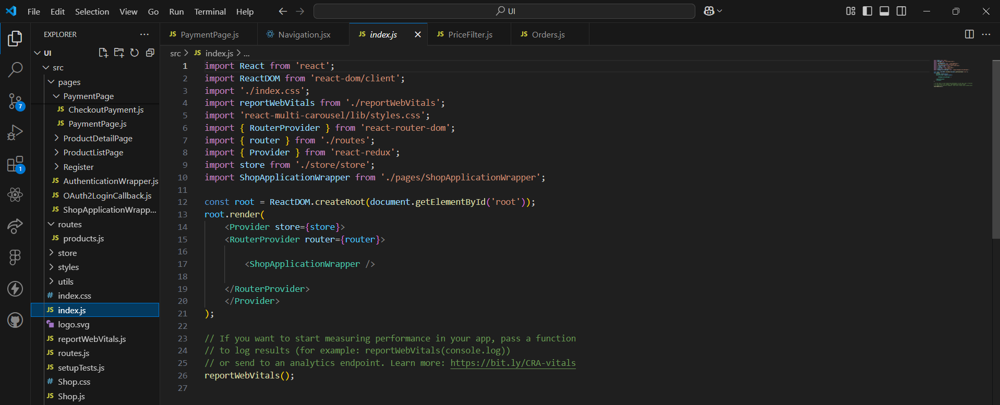 File Edit Selection View Go Run Terminal Help
UI
EXPLORER
UI
src
pages
PaymentPage
JS CheckoutPayment.js
JS PaymentPage.js
ProductDetailPage
ProductListPage
Register
JS AuthenticationWrapper.js
JS OAuth2LoginCallback.js
JS ShopApplicationWrapp...
routes
JS products.js
store
styles
utils
# index.css
JS index.js
logo.svg
JS reportWebVitals.js
JS routes.js
JS setupTests.js
# Shop.css
JS Shop.js
7
1
JS PaymentPage.js Navigation.jsx JS index.js JS PriceFilter.js JS Orders.js
src > JS index.js > ...
1 import React from 'react';
2 import ReactDOM from 'react-dom/client';
3 import './index.css';
4 import reportWebVitals from './reportWebVitals';
5 import 'react-multi-carousel/lib/styles.css';
6 import { RouterProvider } from 'react-router-dom';
7 import { router } from './routes';
8 import { Provider } from 'react-redux';
9 import store from './store/store';
10 import ShopApplicationWrapper from './pages/ShopApplicationWrapper';
11
12 const root = ReactDOM.createRoot(document.getElementById('root'));
13 root.render(
14 <Provider store={store}>
15 <RouterProvider router={router}>
16
17 <ShopApplicationWrapper />
18
19 </RouterProvider>
20 </Provider>
21 );
22
23 // If you want to start measuring performance in your app, pass a function
24 // to log results (for example: reportWebVitals(console.log))
25 // or send to an analytics endpoint. Learn more: https://bit.ly/CRA-vitals
26 reportWebVitals();
27